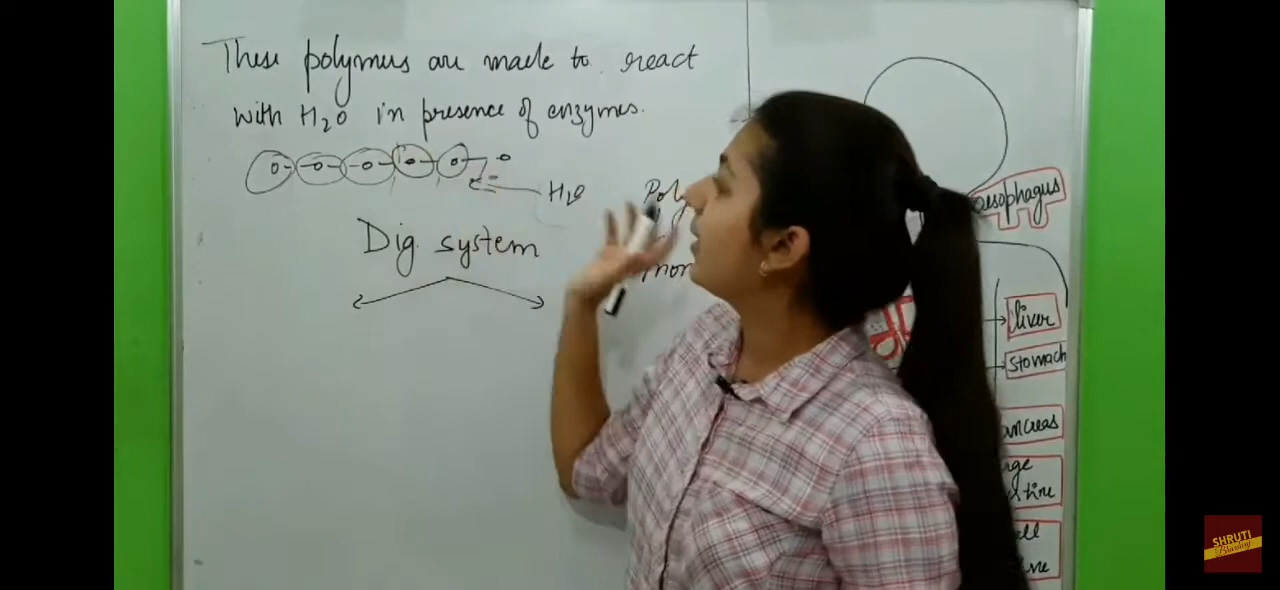 These polymers are made to react
with H2O in presence of enzymes.
H2O
Dig. system
oesophagus
liver
stomach
SHRUTI